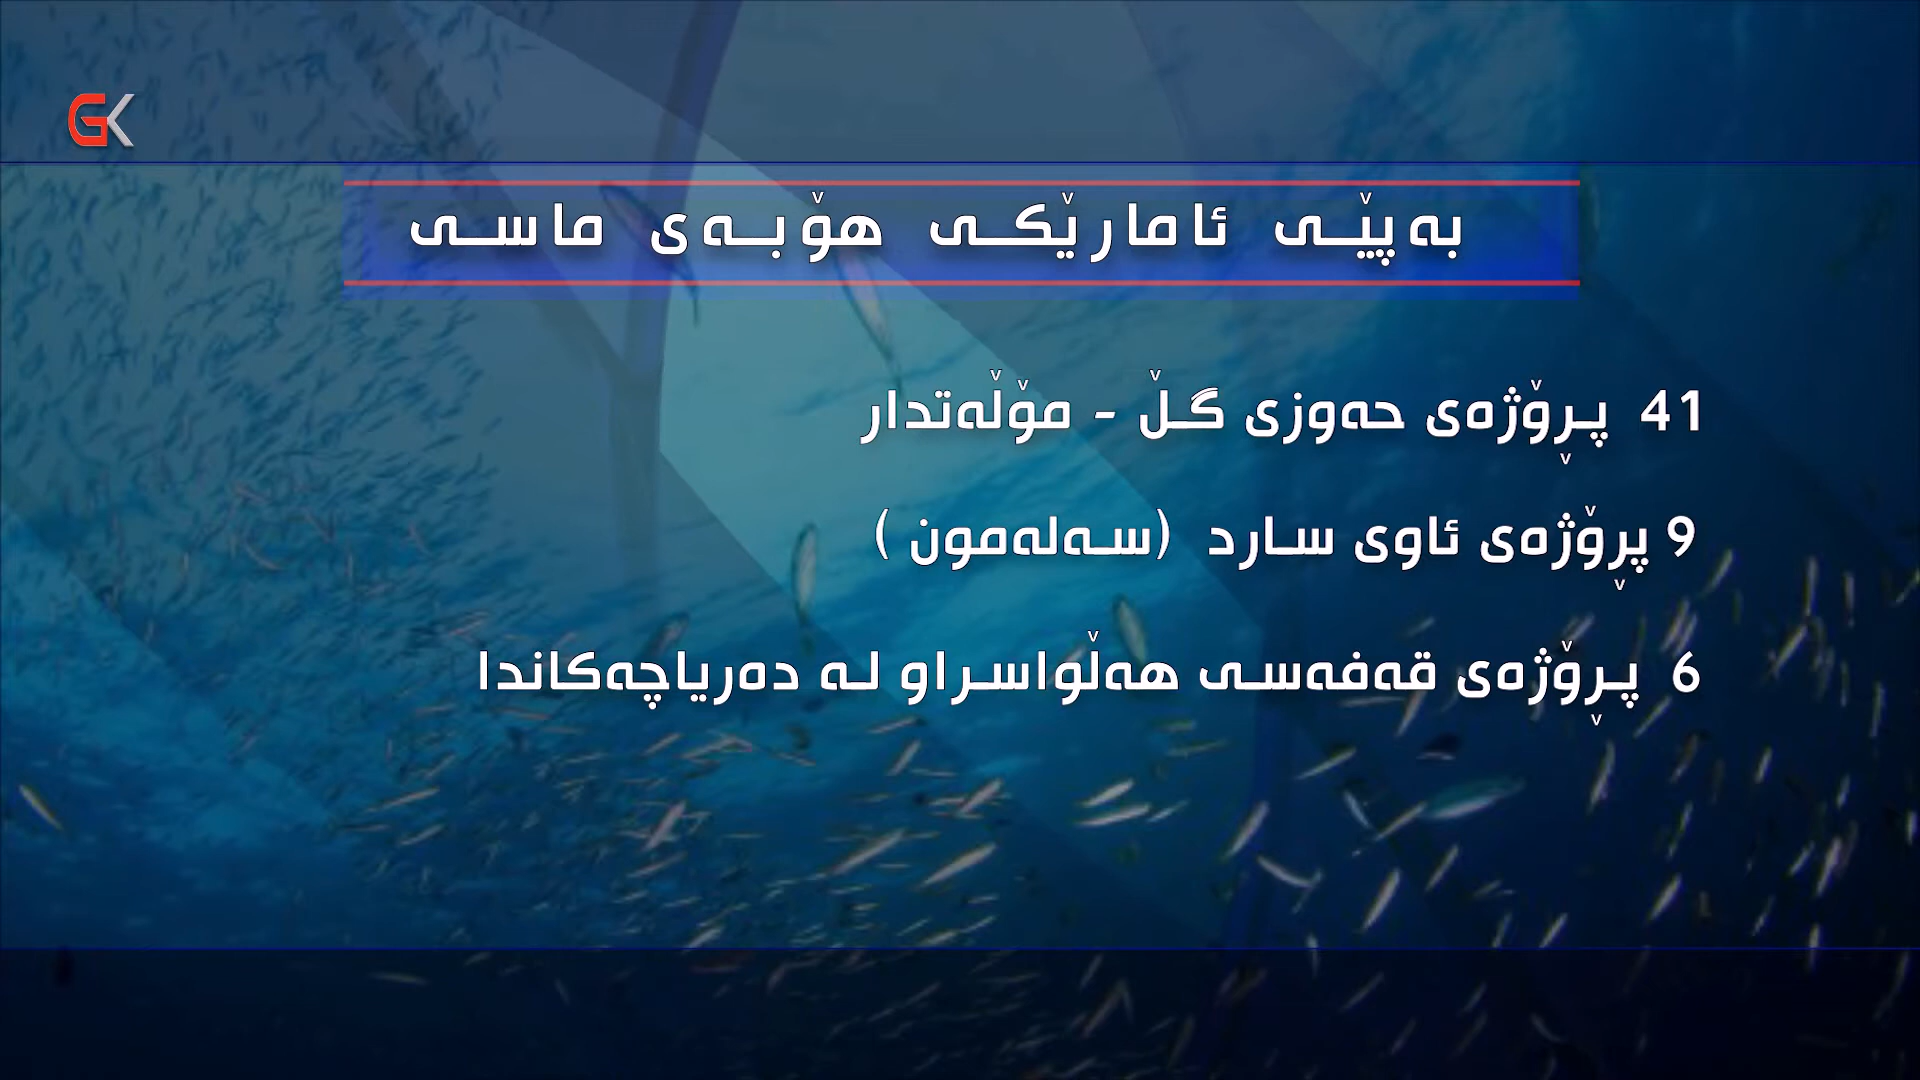 GK
بەپێی ئامارێکی هۆبەی ماسی
41 پڕۆژەی حەوزی گڵ - مۆڵەتدار
9 پڕۆژەی ئاوی سارد (سەلەمون )
6 پڕۆژەی قەفەسی هەڵواسراو لە دەریاچەکاندا